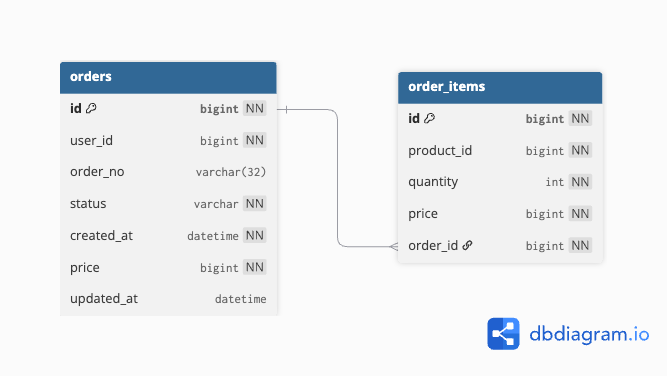 orders
id bigint NN
user_id bigint NN
order_no varchar(32)
status varchar NN
created_at datetime NN
price bigint NN
updated_at datetime
order_items
id bigint NN
product_id bigint NN
quantity int NN
price bigint NN
order_id bigint NN
dbdiagram.io